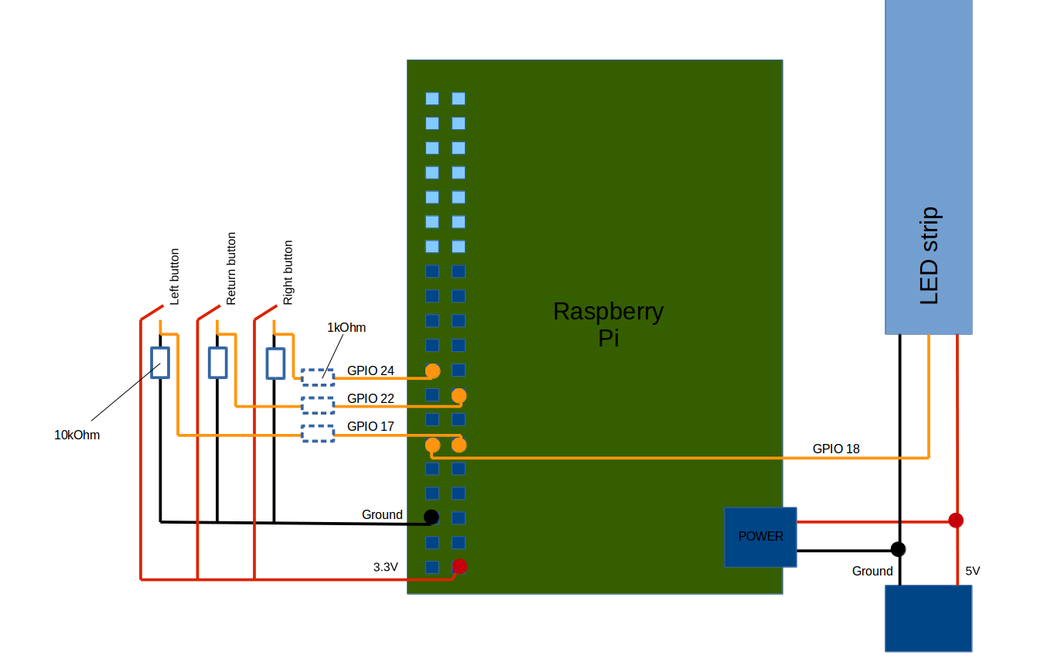 Left button
Return button
Right button
1kOhm
10kOhm
GPIO 24
GPIO 22
GPIO 17
Ground
3.3V
Raspberry
Pi
LED strip
GPIO 18
POWER
Ground
5V